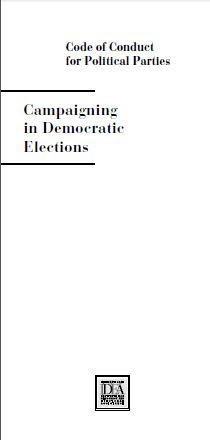 Code of Conduct
for Political Parties
Campaigning
in Democratic
Elections
IDEA